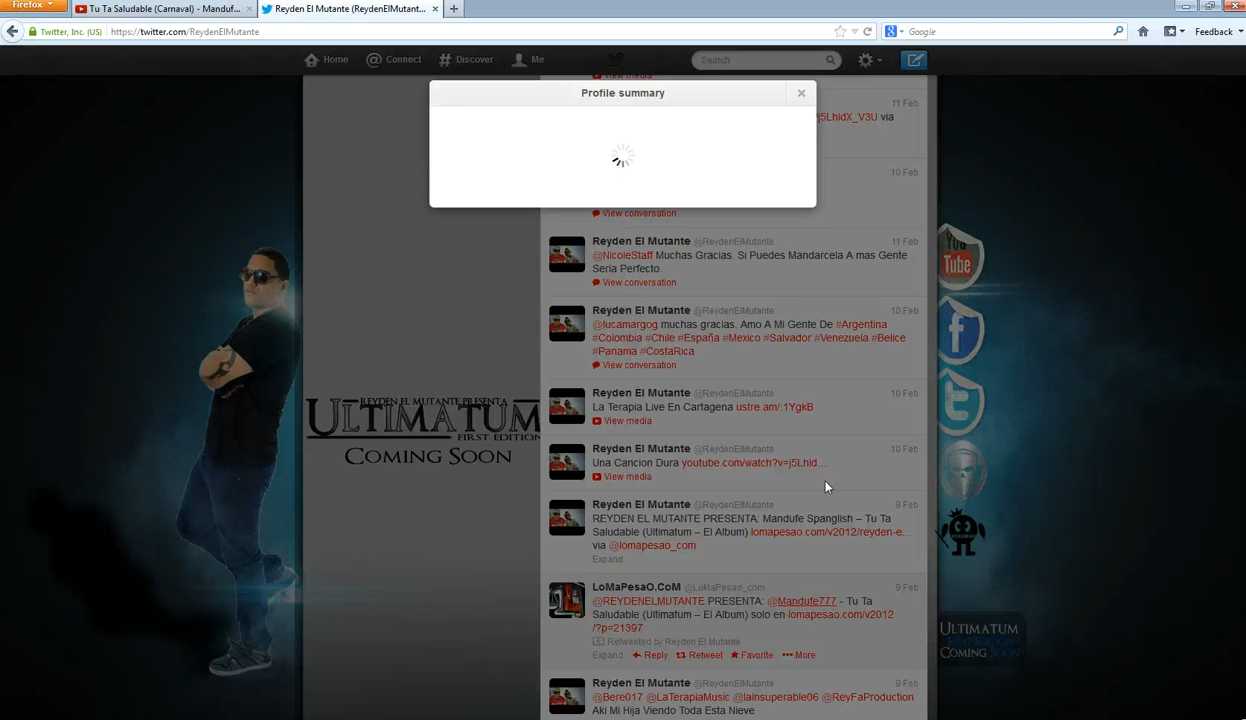 Firefox
Tu Ta Saludable (Carnaval) - Manduf...
Reyden El Mutante (ReydenElMutant...
Twitter, Inc. (US)
https://twitter.com/ReydenElMutante
Google
Feedback
Home
Connect
Discover
Me
Search
View media
Profile summary
11 Feb
j5LhidX_V3U via
10 Feb
View conversation
Reyden El Mutante @ReydenElMutante 11 Feb
@NicoleStaff Muchas Gracias. Si Puedes Mandarcela A mas Gente
Seria Perfecto.
View conversation
Reyden El Mutante @ReydenElMutante 10 Feb
@lucamargog muchas gracias. Amo A Mi Gente De #Argentina
#Colombia #Chile #España #Mexico #Salvador #Venezuela #Belice
#Panama #CostaRica
View conversation
Reyden El Mutante @ReydenElMutante 10 Feb
La Terapia Live En Cartagena ustre.am/:1YgkB
View media
Reyden El Mutante @ReydenElMutante 10 Feb
Una Cancion Dura youtube.com/watch?v=j5Lhid...
View media
Reyden El Mutante @ReydenElMutante 9 Feb
REYDEN EL MUTANTE PRESENTA: Mandufe Spanglish – Tu Ta
Saludable (Ultimatum – El Album) lomapesao.com/v2012/reyden-e...
via @lomapesao_com
Expand
LoMaPesaO.CoM @LoMaPesao_com 9 Feb
@REYDENELMUTANTE PRESENTA: @Mandufe777 - Tu Ta
Saludable (Ultimatum – El Album) solo en lomapesao.com/v2012
/?p=21397
Retweeted by Reyden El Mutante
Expand Reply Retweet Favorite More
Reyden El Mutante @ReydenElMutante 9 Feb
@Bere017 @LaTerapiaMusic @lainsuperable06 @ReyFaProduction
Aki Mi Hija Viendo Toda Esta Nieve
REYDEN EL MUTANTE PRESENTA
ULTIMATUM
FIRST EDITION
COMING SOON
You
Tube
ULTIMATUM
FIRST EDITION
COMING SOON